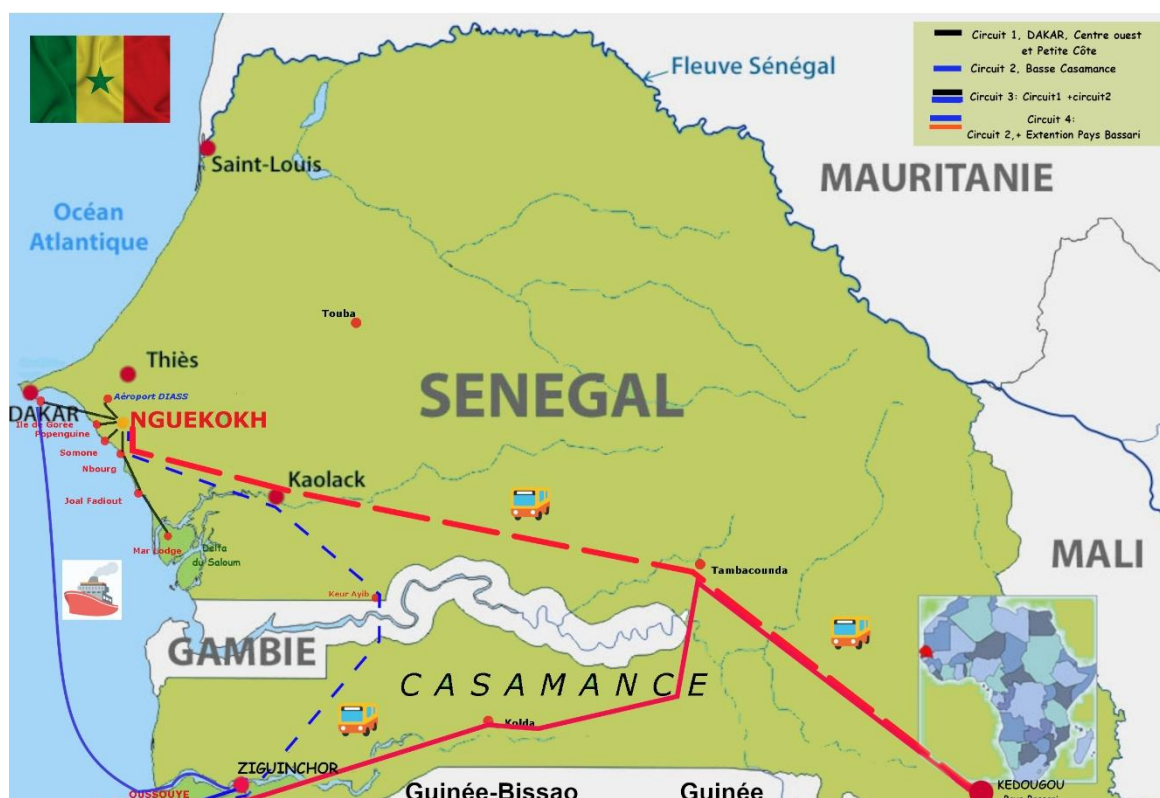 Circuit 1, DAKAR, Centre ouest
et Petite Côte
Circuit 2, Basse Casamance
Circuit 3: Circuit1 +circuit2
Circuit 4:
Circuit 2,+ Extention Pays Bassari
Fleuve Sénégal
Saint-Louis
MAURITANIE
Océan
Atlantique
Touba
Thiès
SENEGAL
Aéroport DIASS
DAKAR
NGUEKOKH
Ile de Gorée
Popenguine
Somone
Nbourg
Kaolack
Joal Fadiout
Mar Lodge
Delta
du Saloum
MALI
Tambacounda
Keur Ayib
GAMBIE
CASAMANCE
Kolda
ZIGUINCHOR
OUSSOUYE
Guinée-Bissao
Guinée
KEDOUGOU
Pays Bassari